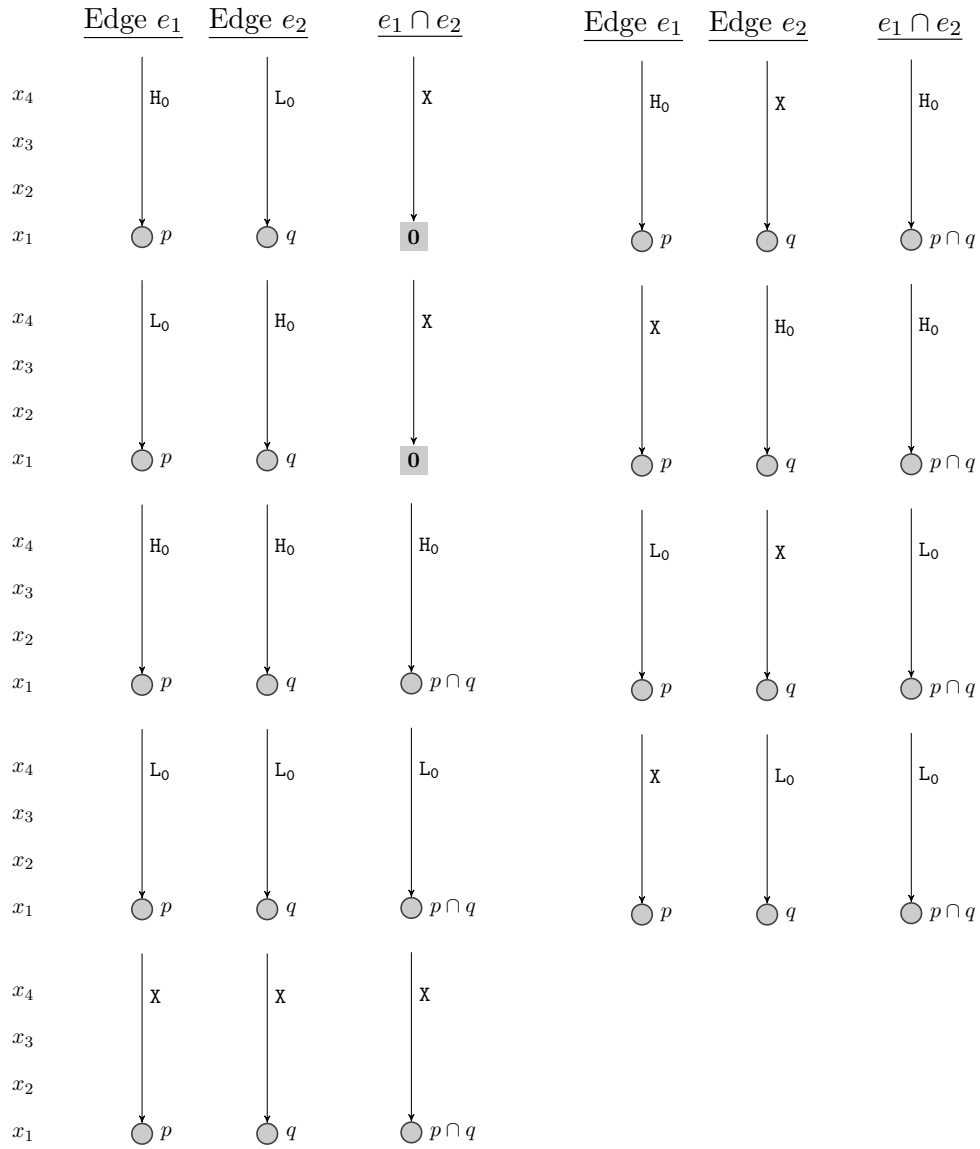 Edge e₁ Edge e₂ e₁ ∩ e₂ Edge e₁ Edge e₂ e₁ ∩ e₂
x₄ H₀ L₀ X H₀ X H₀
x₃
x₂
x₁ p q 0 p q p ∩ q
x₄ L₀ H₀ X X H₀ H₀
x₃
x₂
x₁ p q 0 p q p ∩ q
x₄ H₀ H₀ H₀ L₀ X L₀
x₃
x₂
x₁ p q p ∩ q p q p ∩ q
x₄ L₀ L₀ L₀ X L₀ L₀
x₃
x₂
x₁ p q p ∩ q p q p ∩ q
x₄ X X X
x₃
x₂
x₁ p q p ∩ q